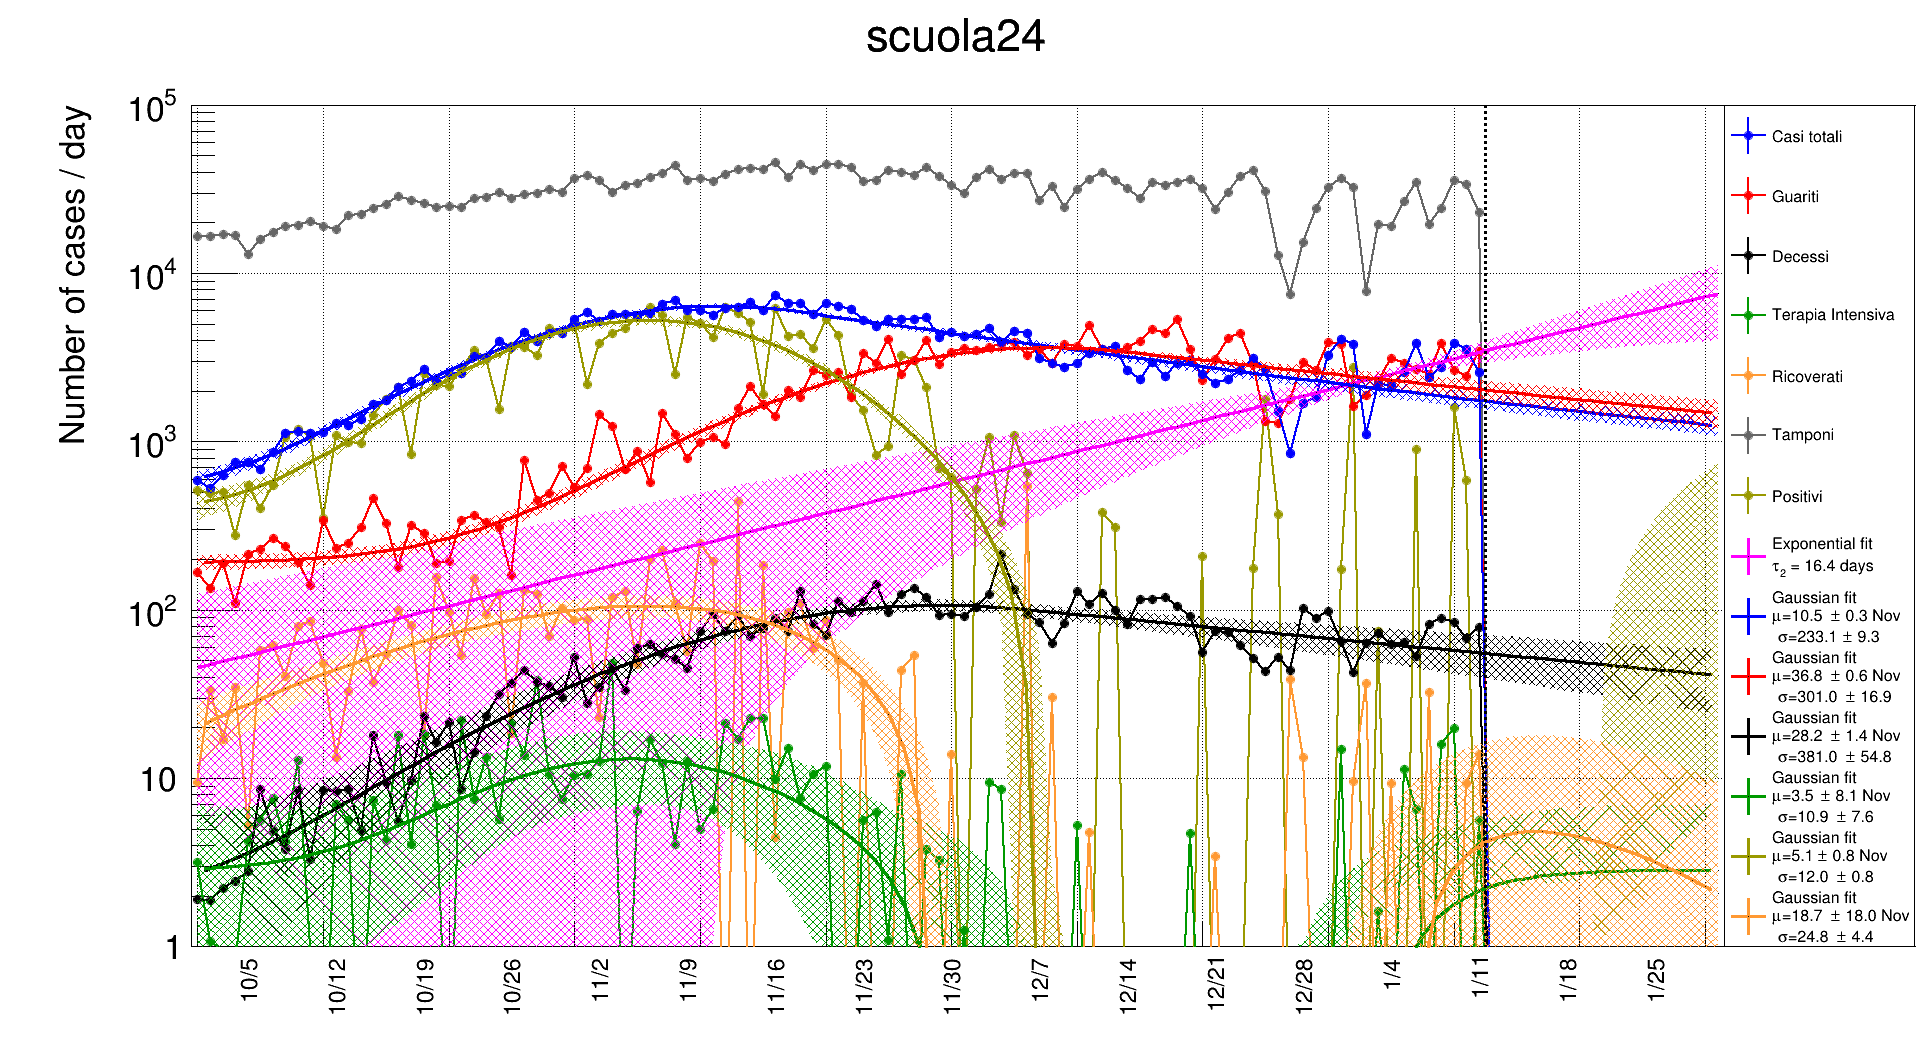 scuola24
Number of cases / day
10^5
10^4
10^3
10^2
10
1
10/5
10/12
10/19
10/26
11/2
11/9
11/16
11/23
11/30
12/7
12/14
12/21
12/28
1/4
1/11
1/18
1/25
Casi totali
Guariti
Decessi
Terapia Intensiva
Ricoverati
Tamponi
Positivi
Exponential fit
τ₂ = 16.4 days
Gaussian fit
μ=10.5 ± 0.3 Nov
σ=233.1 ± 9.3
Gaussian fit
μ=36.8 ± 0.6 Nov
σ=301.0 ± 16.9
Gaussian fit
μ=28.2 ± 1.4 Nov
σ=381.0 ± 54.8
Gaussian fit
μ=3.5 ± 8.1 Nov
σ=10.9 ± 7.6
Gaussian fit
μ=5.1 ± 0.8 Nov
σ=12.0 ± 0.8
Gaussian fit
μ=18.7 ± 18.0 Nov
σ=24.8 ± 4.4